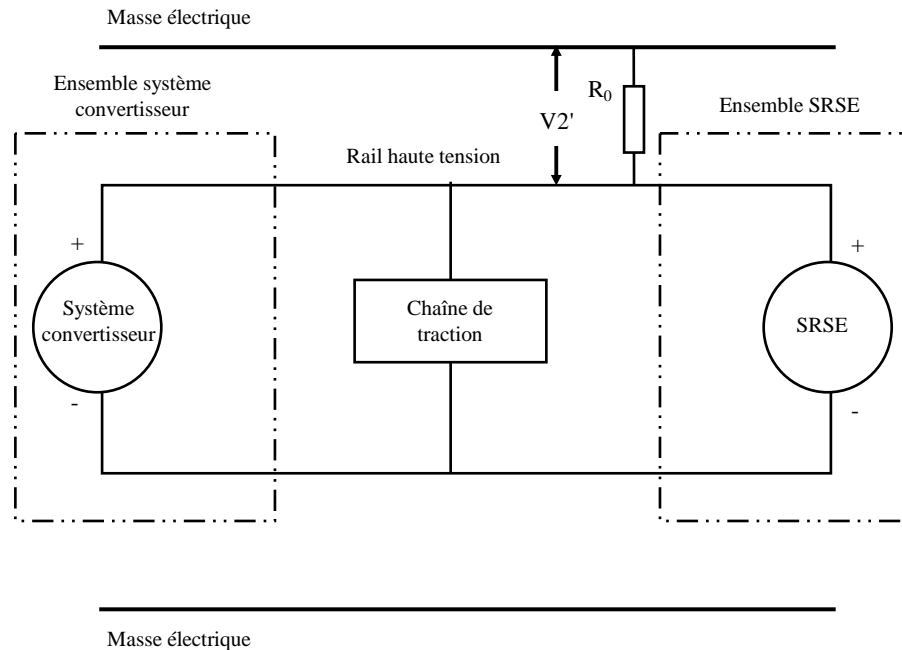 Masse électrique
Ensemble système
convertisseur
R0
Ensemble SRSE
V2'
Rail haute tension
+
+
Système
convertisseur
Chaîne de
traction
SRSE
-
-
Masse électrique